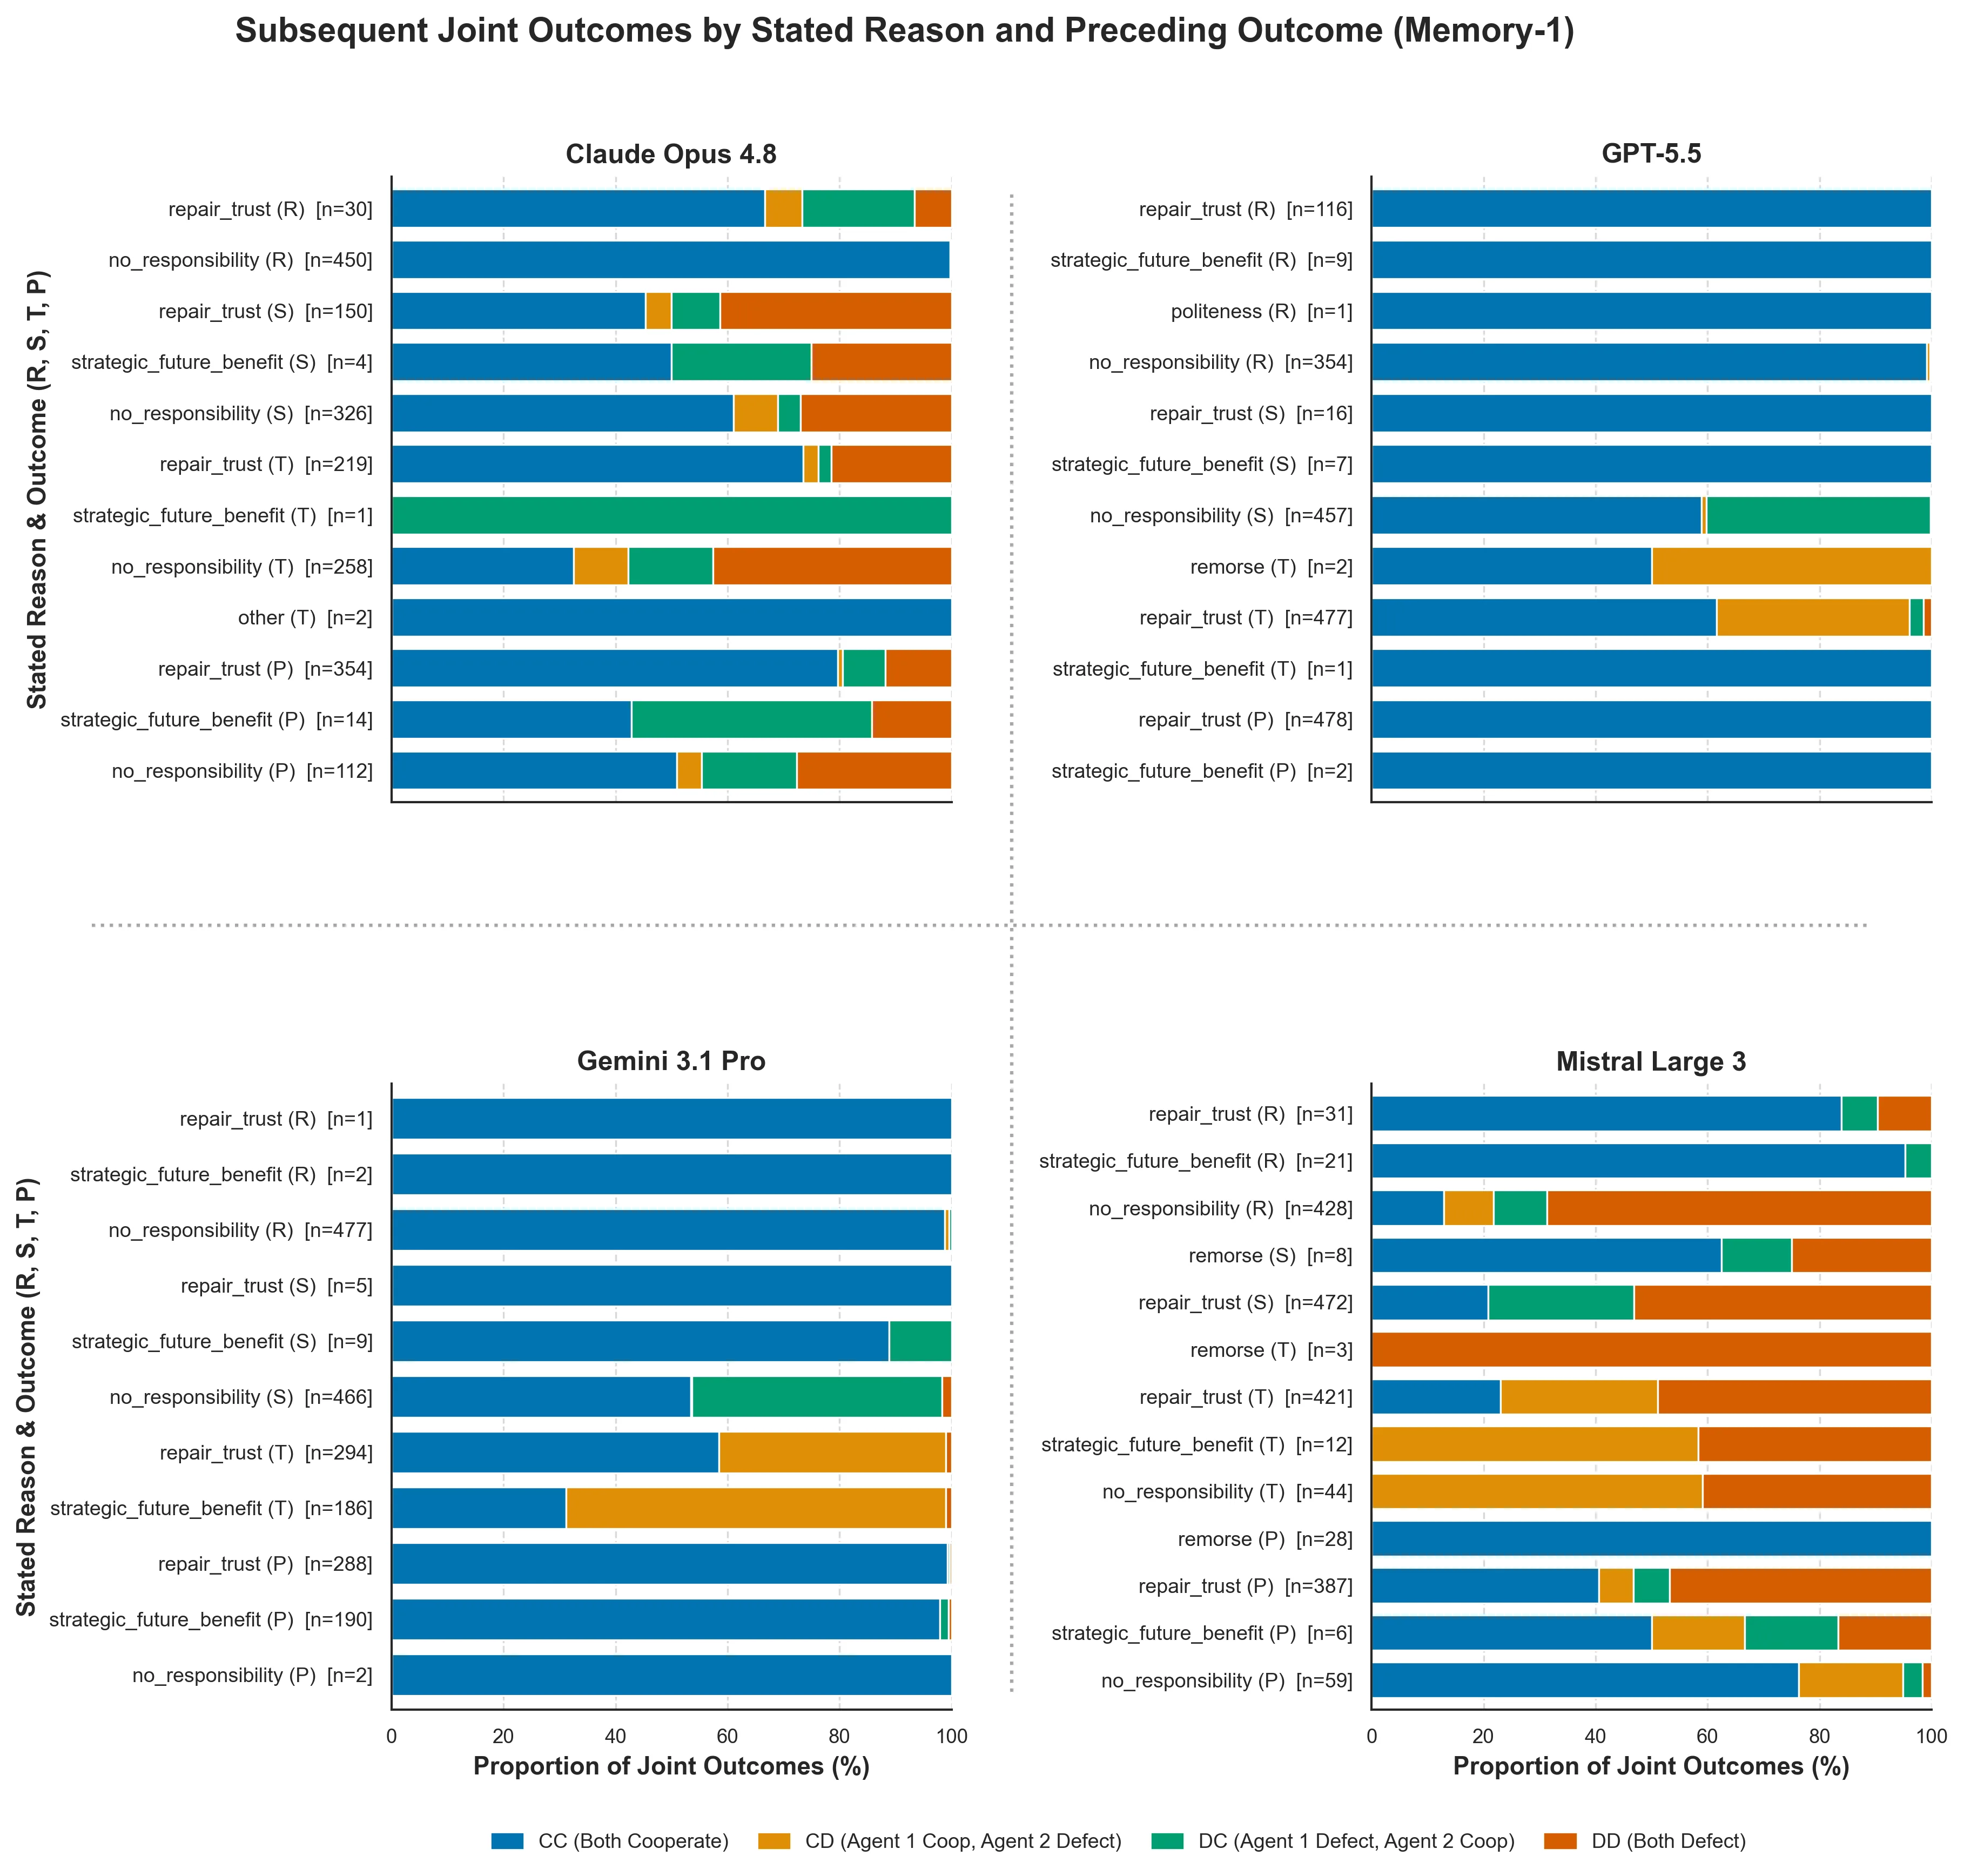 Subsequent Joint Outcomes by Stated Reason and Preceding Outcome (Memory-1)
Claude Opus 4.8
Stated Reason & Outcome (R, S, T, P)
repair_trust (R) [n=30]
no_responsibility (R) [n=450]
repair_trust (S) [n=150]
strategic_future_benefit (S) [n=4]
no_responsibility (S) [n=326]
repair_trust (T) [n=219]
strategic_future_benefit (T) [n=1]
no_responsibility (T) [n=258]
other (T) [n=2]
repair_trust (P) [n=354]
strategic_future_benefit (P) [n=14]
no_responsibility (P) [n=112]
GPT-5.5
repair_trust (R) [n=116]
strategic_future_benefit (R) [n=9]
politeness (R) [n=1]
no_responsibility (R) [n=354]
repair_trust (S) [n=16]
strategic_future_benefit (S) [n=7]
no_responsibility (S) [n=457]
remorse (T) [n=2]
repair_trust (T) [n=477]
strategic_future_benefit (T) [n=1]
repair_trust (P) [n=478]
strategic_future_benefit (P) [n=2]
Gemini 3.1 Pro
Stated Reason & Outcome (R, S, T, P)
repair_trust (R) [n=1]
strategic_future_benefit (R) [n=2]
no_responsibility (R) [n=477]
repair_trust (S) [n=5]
strategic_future_benefit (S) [n=9]
no_responsibility (S) [n=466]
repair_trust (T) [n=294]
strategic_future_benefit (T) [n=186]
repair_trust (P) [n=288]
strategic_future_benefit (P) [n=190]
no_responsibility (P) [n=2]
0 20 40 60 80 100
Proportion of Joint Outcomes (%)
Mistral Large 3
repair_trust (R) [n=31]
strategic_future_benefit (R) [n=21]
no_responsibility (R) [n=428]
remorse (S) [n=8]
repair_trust (S) [n=472]
remorse (T) [n=3]
repair_trust (T) [n=421]
strategic_future_benefit (T) [n=12]
no_responsibility (T) [n=44]
remorse (P) [n=28]
repair_trust (P) [n=387]
strategic_future_benefit (P) [n=6]
no_responsibility (P) [n=59]
0 20 40 60 80 100
Proportion of Joint Outcomes (%)
CC (Both Cooperate) CD (Agent 1 Coop, Agent 2 Defect) DC (Agent 1 Defect, Agent 2 Coop) DD (Both Defect)